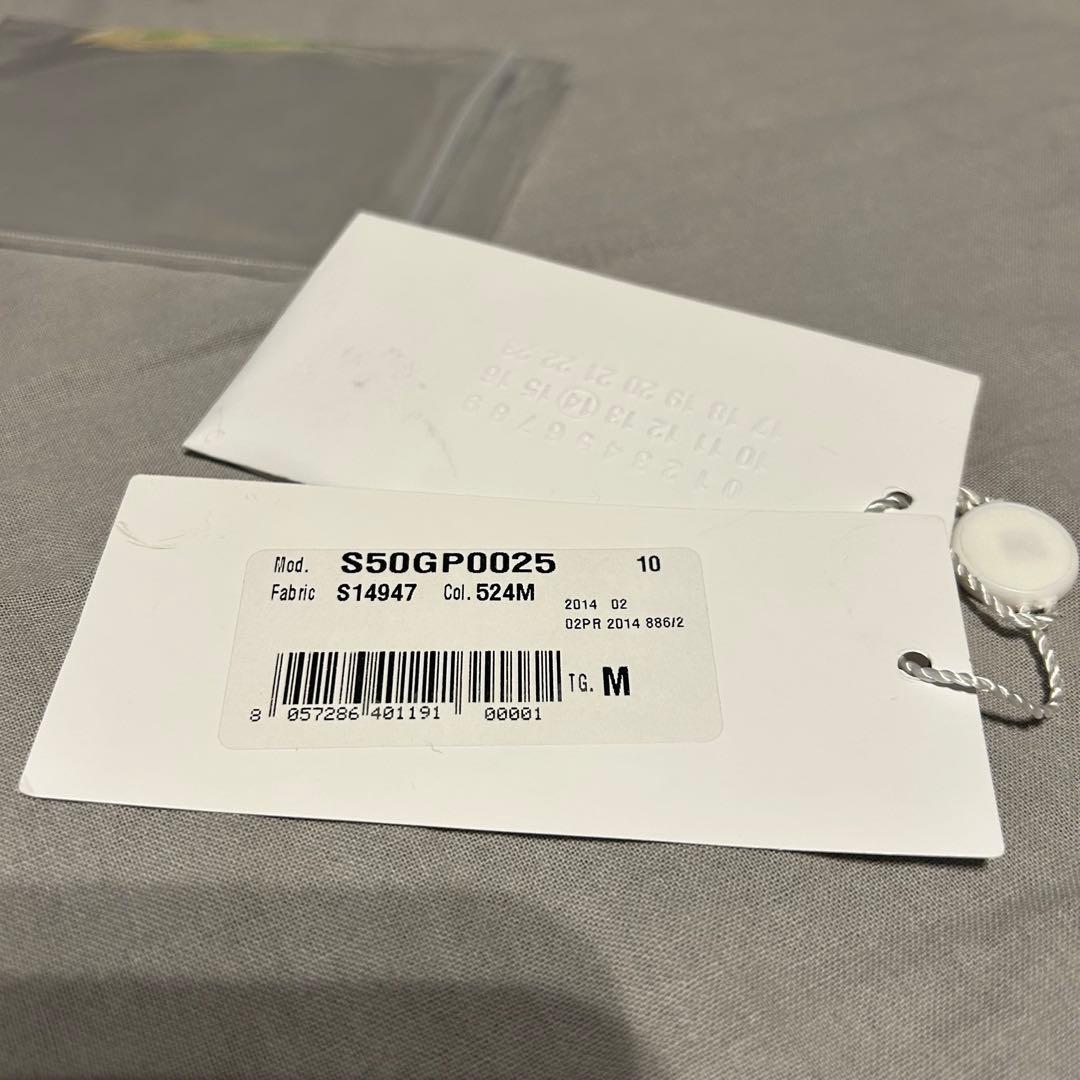 0 1 2 3 4 5 6 7 8 9
10 11 12 13 14 15 16
17 18 19 20 21 22 23
Mod. S50GP0025 10
Fabric S14947 Col. 524M
2014 02
02PR 2014 886/2
TG. M
8 057286 401191 00001